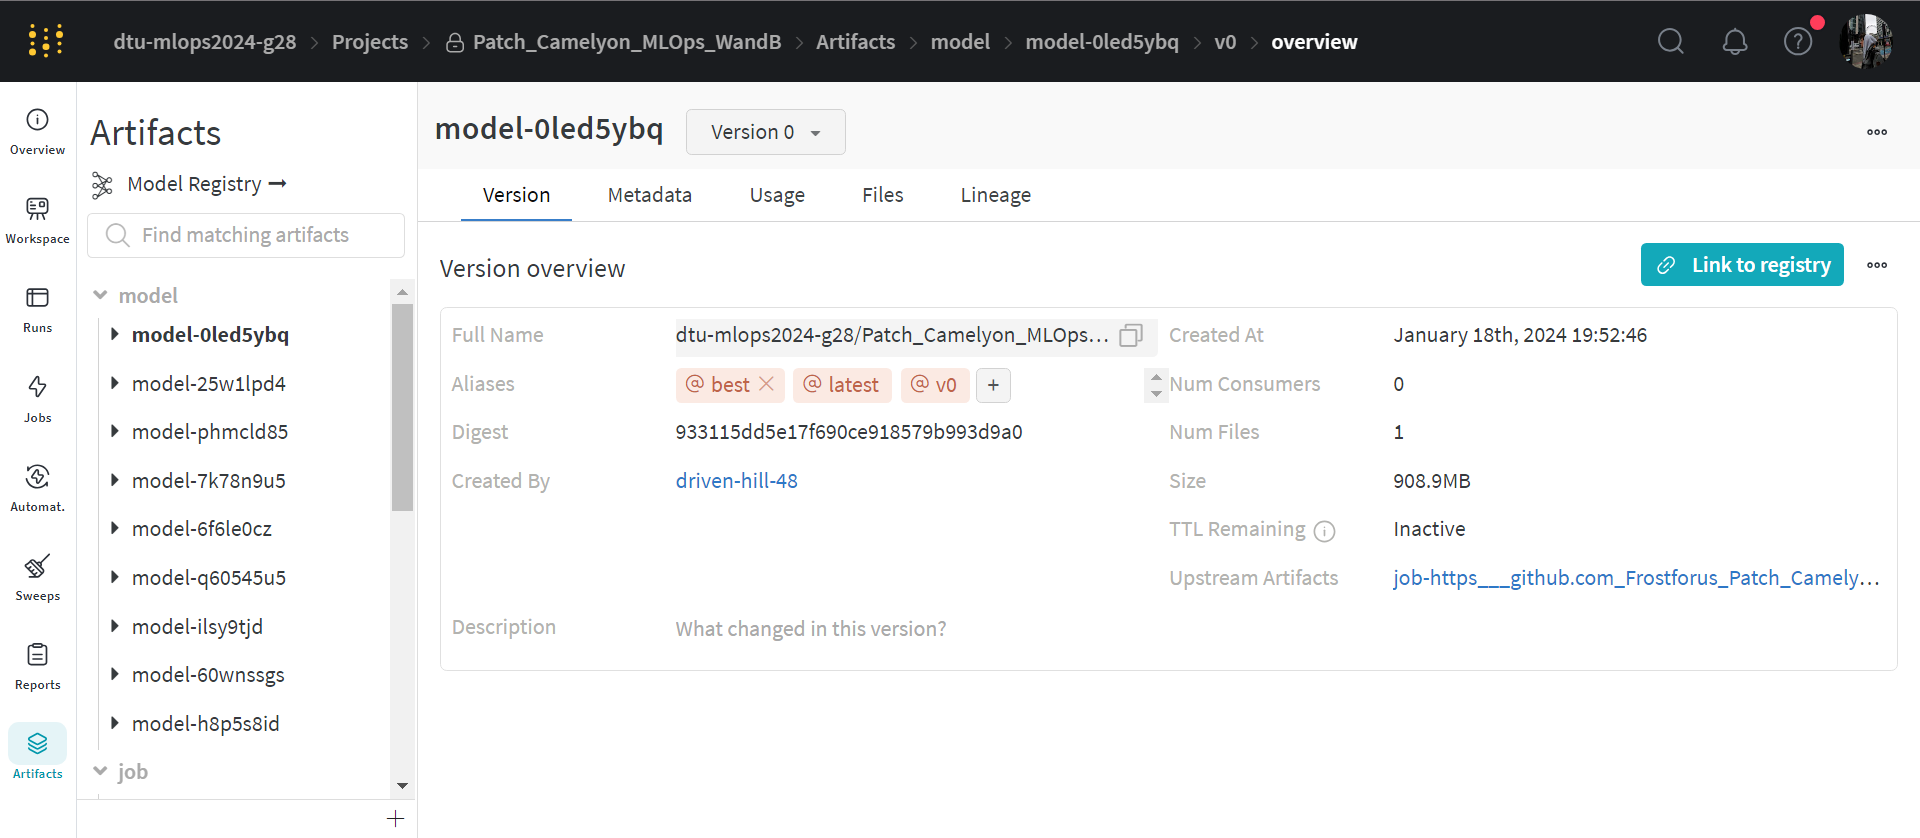 dtu-mlops2024-g28 > Projects > Patch_Camelyon_MLOps_WandB > Artifacts > model > model-0led5ybq > v0 > overview
Overview
Workspace
Runs
Jobs
Automat.
Sweeps
Reports
Artifacts
Artifacts
Model Registry →
Find matching artifacts
model
model-0led5ybq
model-25w1lpd4
model-phmcld85
model-7k78n9u5
model-6f6le0cz
model-q60545u5
model-ilsy9tjd
model-60wnssgs
model-h8p5s8id
job
model-0led5ybq Version 0
Version Metadata Usage Files Lineage
Version overview
Link to registry
Full Name dtu-mlops2024-g28/Patch_Camelyon_MLOps...
Aliases @ best @ latest @ v0 +
Digest 933115dd5e17f690ce918579b993d9a0
Created By driven-hill-48
Description What changed in this version?
Created At January 18th, 2024 19:52:46
Num Consumers 0
Num Files 1
Size 908.9MB
TTL Remaining Inactive
Upstream Artifacts job-https___github.com_Frostforus_Patch_Camely...